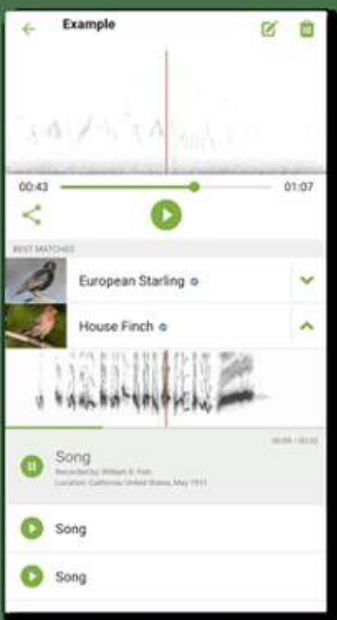 Example
00:43 01:07
BEST MATCHES
European Starling
House Finch
Song
Recorded by: William R. Fish
Location: California, United States, May 1911
Song
Song